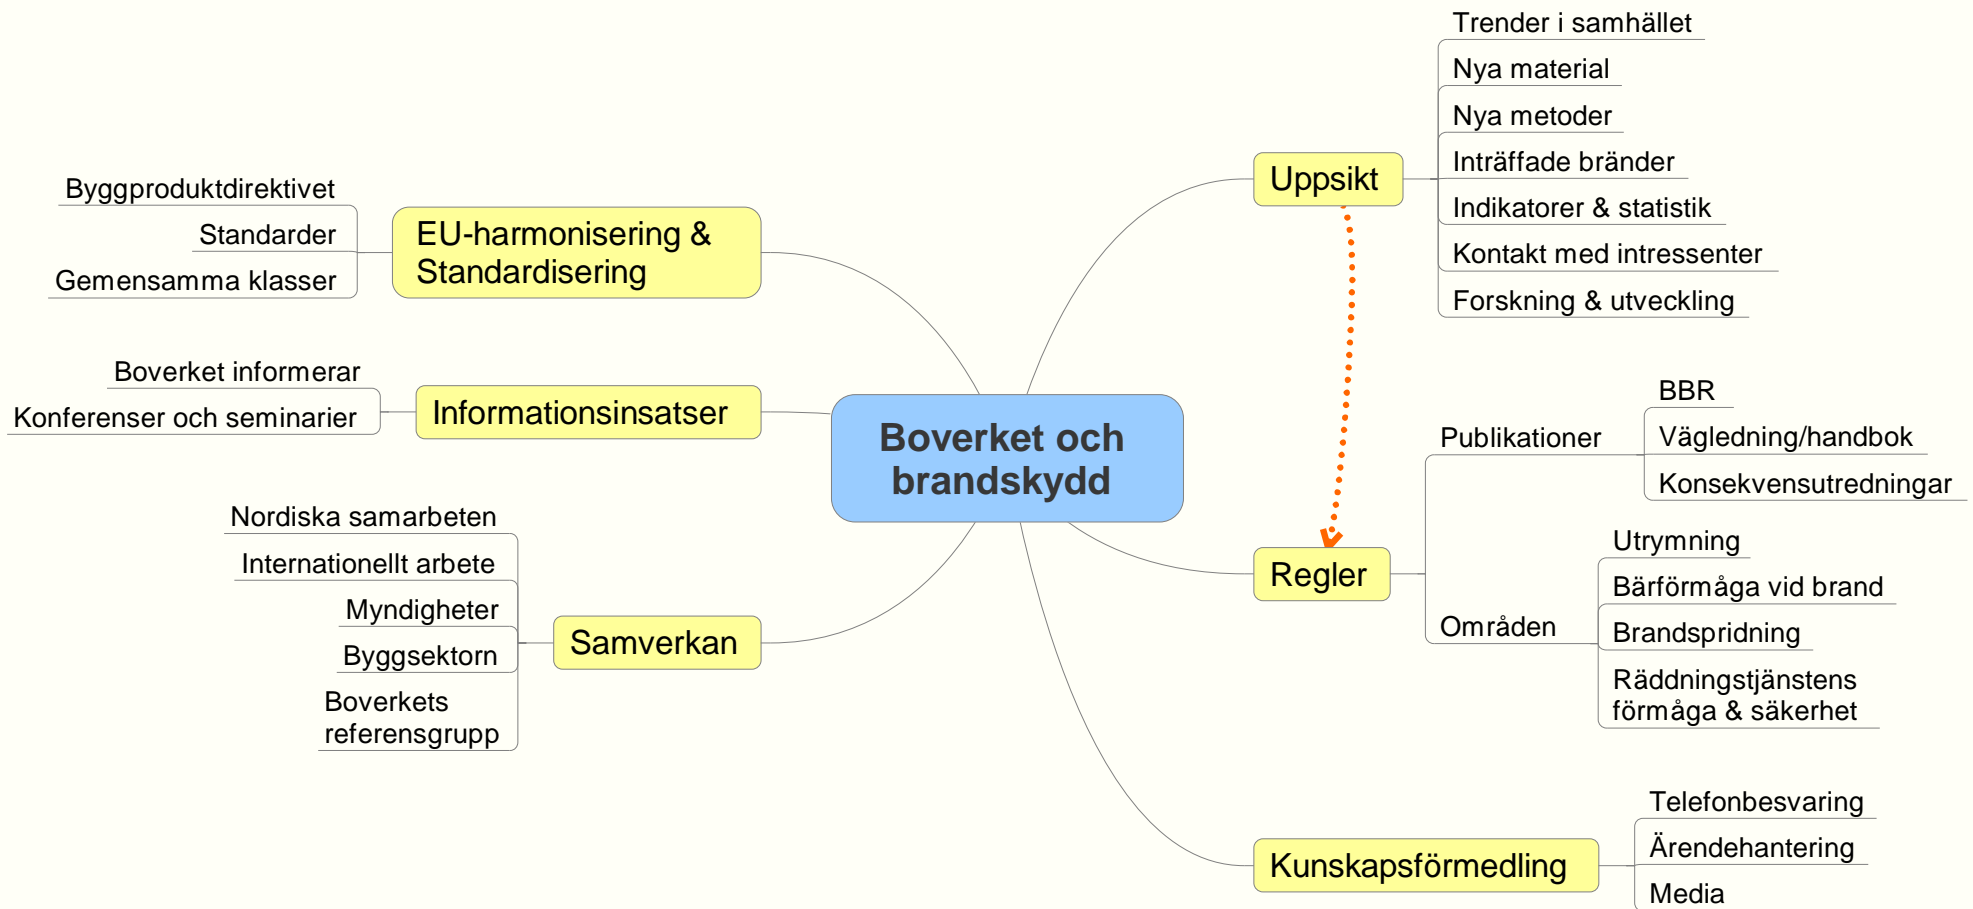 Boverket och
brandskydd
Uppsikt
Trender i samhället
Nya material
Nya metoder
Inträffade bränder
Indikatorer & statistik
Kontakt med intressenter
Forskning & utveckling
Regler
Publikationer
BBR
Vägledning/handbok
Konsekvensutredningar
Områden
Utrymning
Bärförmåga vid brand
Brandspridning
Räddningstjänstens
förmåga & säkerhet
Kunskapsförmedling
Telefonbesvaring
Ärendehantering
Media
EU-harmonisering &
Standardisering
Byggproduktdirektivet
Standarder
Gemensamma klasser
Informationsinsatser
Boverket informerar
Konferenser och seminarier
Samverkan
Nordiska samarbeten
Internationellt arbete
Myndigheter
Byggsektorn
Boverkets
referensgrupp